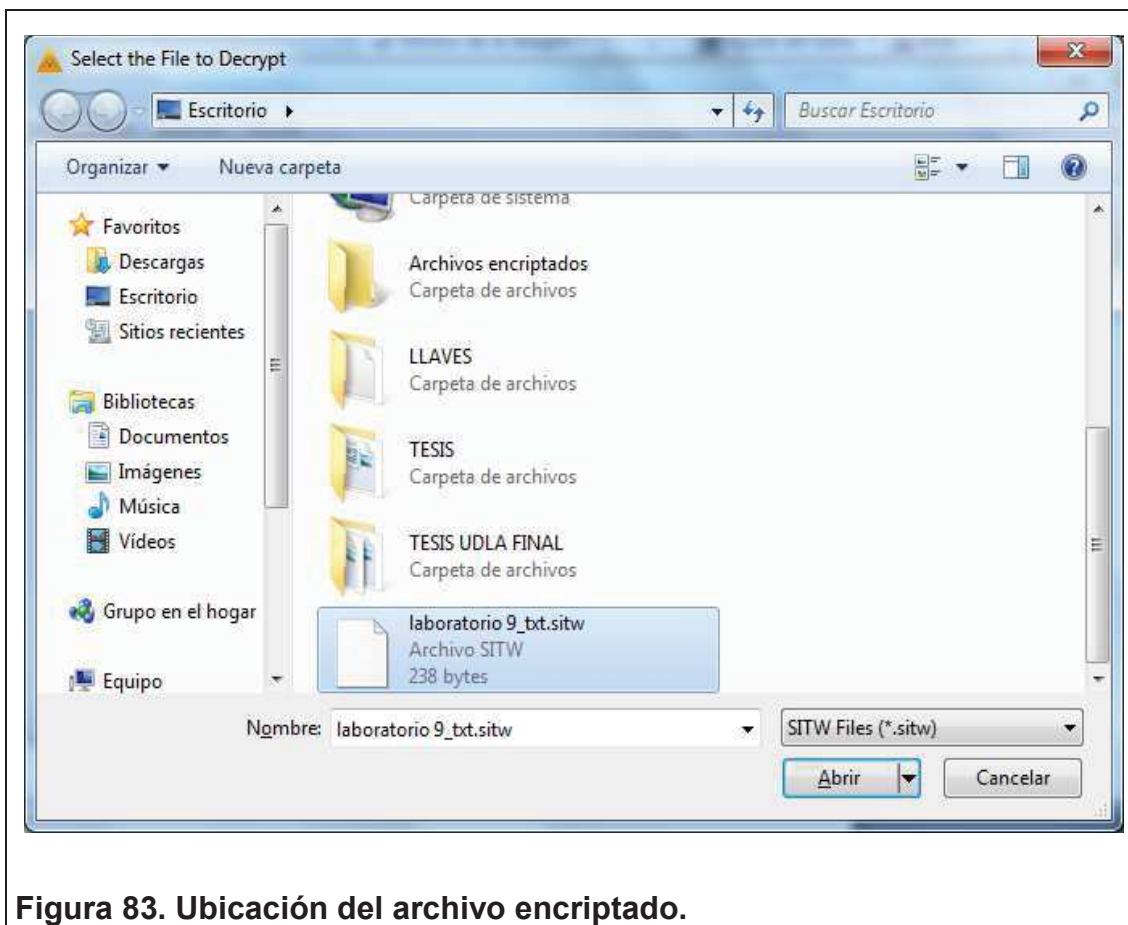 Select the File to Decrypt
Escritorio
Buscar Escritorio
Organizar
Nueva carpeta
Favoritos
Descargas
Escritorio
Sitios recientes
Bibliotecas
Documentos
Imágenes
Música
Vídeos
Grupo en el hogar
Equipo
Carpeta de sistema
Archivos encriptados
Carpeta de archivos
LLAVES
Carpeta de archivos
TESIS
Carpeta de archivos
TESIS UDLA FINAL
Carpeta de archivos
laboratorio 9_txt.sitw
Archivo SITW
238 bytes
Nombre: laboratorio 9_txt.sitw
SITW Files (*.sitw)
Abrir
Cancelar
Figura 83. Ubicación del archivo encriptado.